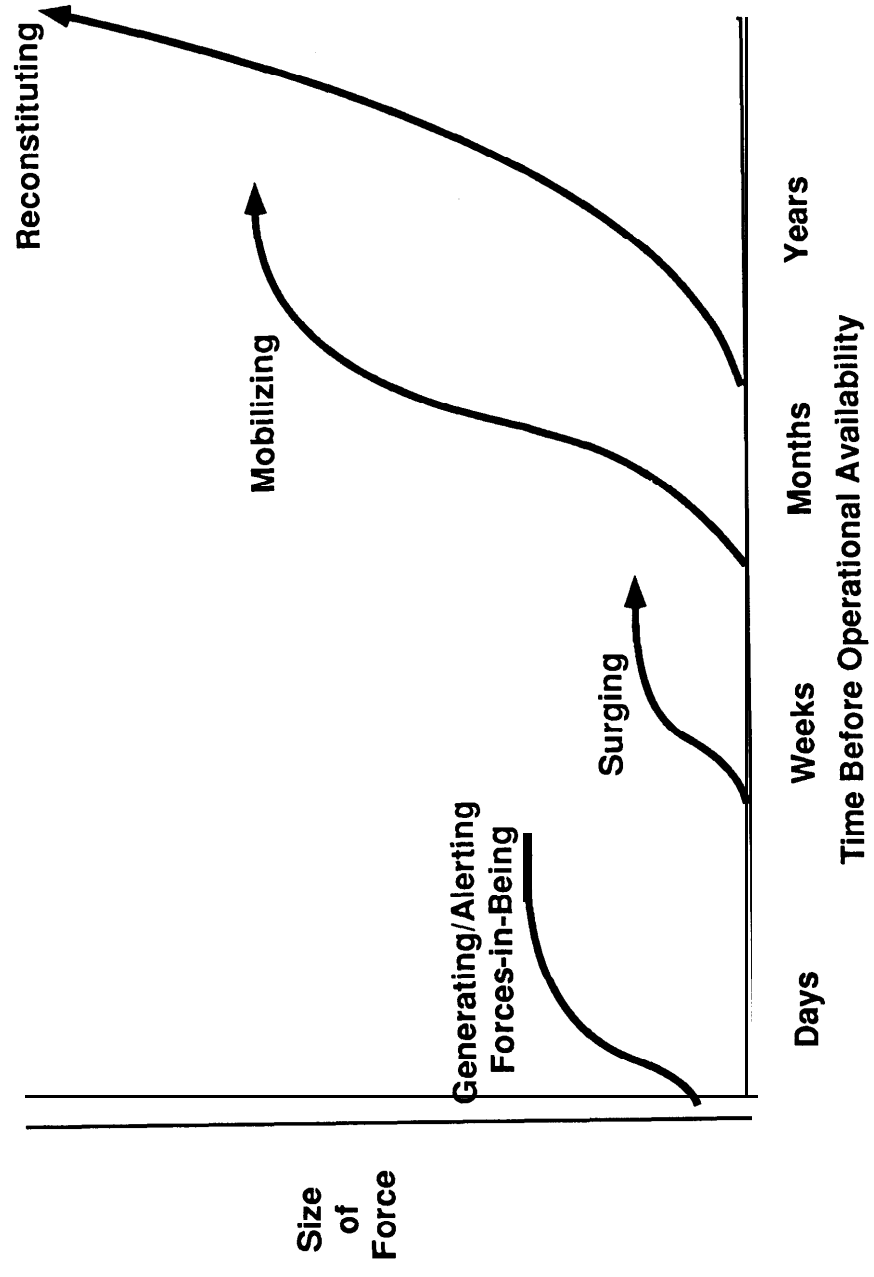 Size
of
Force
Generating/Alerting
Forces-in-Being
Surging
Mobilizing
Reconstituting
Days
Weeks
Months
Years
Time Before Operational Availability